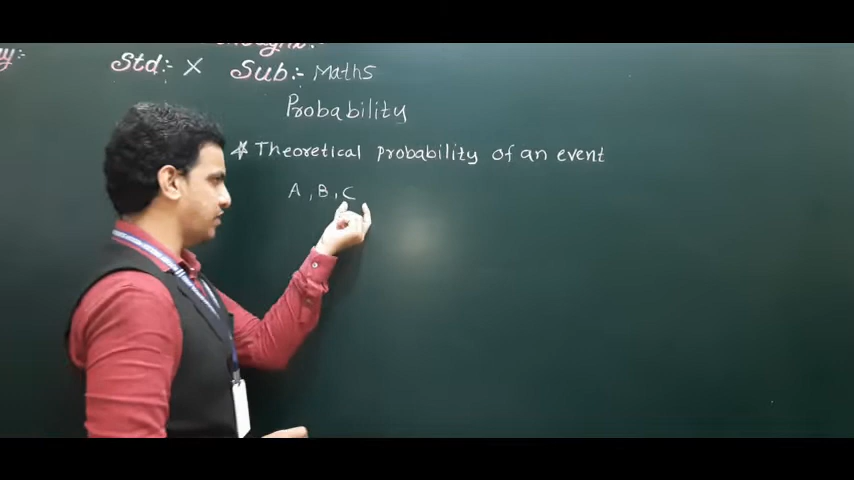 Std:- X Sub:- Maths
Probability
* Theoretical probability of an event
A, B, C